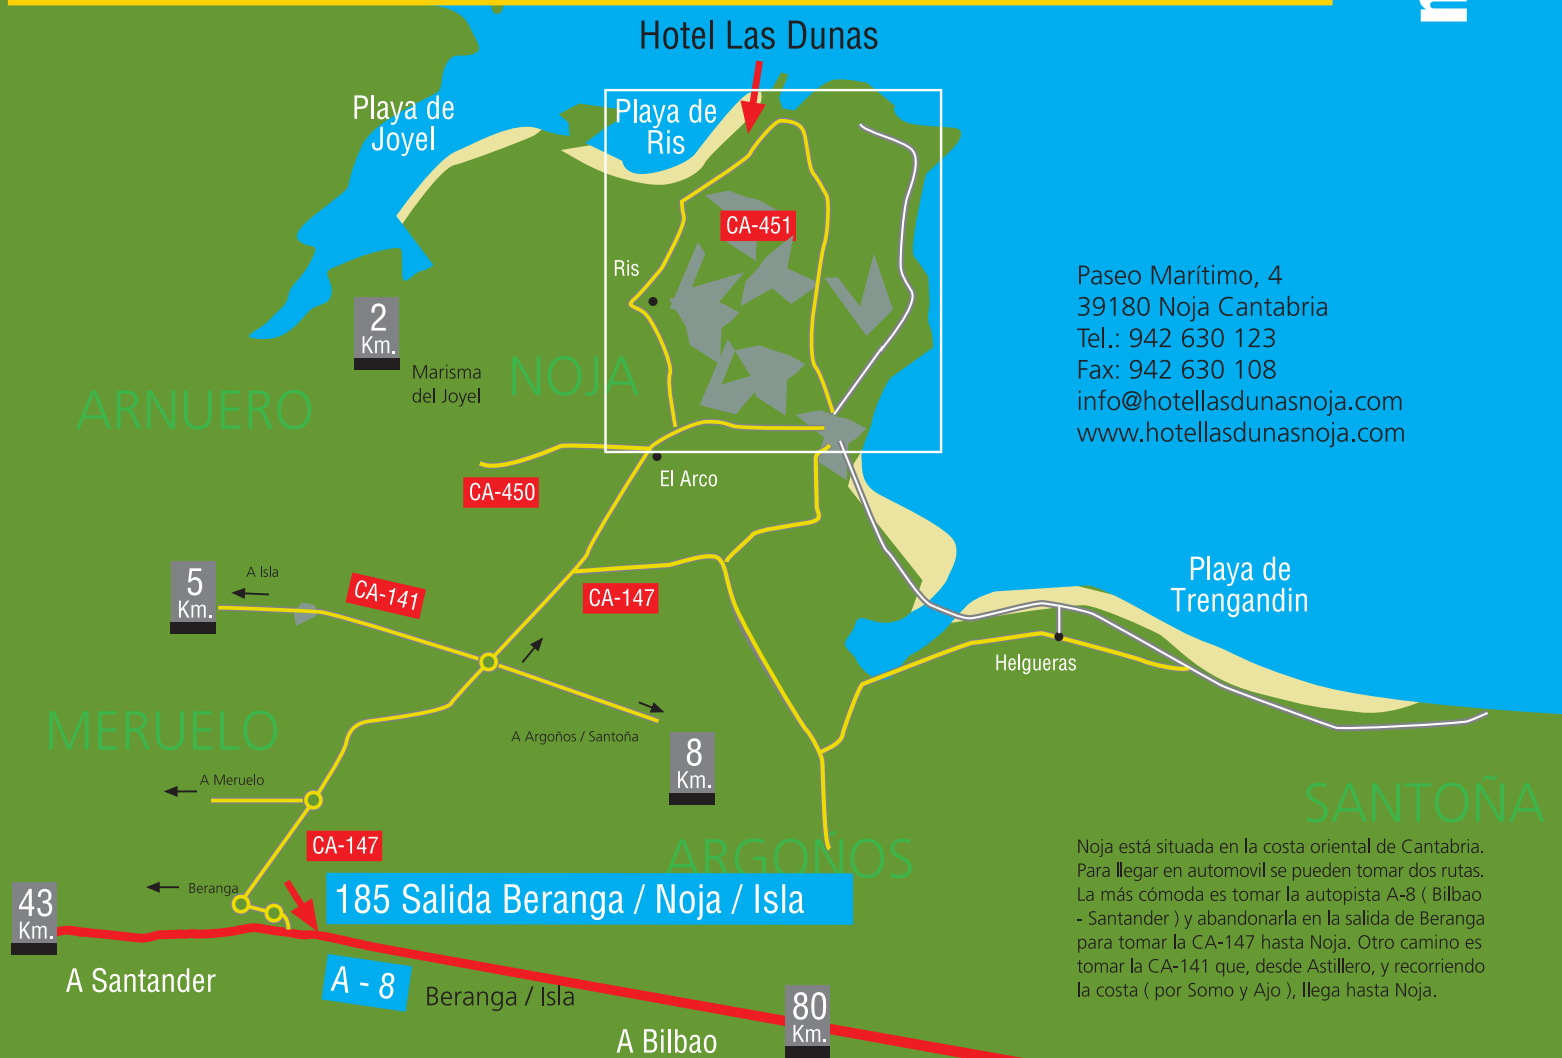 Hotel Las Dunas
Playa de
Joyel
Playa de
Ris
CA-451
Ris
2
Km.
Marisma
del Joyel
NOJA
ARNUERO
Paseo Marítimo, 4
39180 Noja Cantabria
Tel.: 942 630 123
Fax: 942 630 108
info@hotellasdunasnoja.com
www.hotellasdunasnoja.com
El Arco
CA-450
5
Km.
A Isla
CA-141
CA-147
Playa de
Trengandin
Helgueras
MERUELO
A Argoños / Santoña
8
Km.
A Meruelo
SANTOÑA
CA-147
ARGOÑOS
Noja está situada en la costa oriental de Cantabria.
Para llegar en automovil se pueden tomar dos rutas.
La más cómoda es tomar la autopista A-8 ( Bilbao
- Santander ) y abandonarla en la salida de Beranga
para tomar la CA-147 hasta Noja. Otro camino es
tomar la CA-141 que, desde Astillero, y recorriendo
la costa ( por Somo y Ajo ), llega hasta Noja.
Beranga
185 Salida Beranga / Noja / Isla
43
Km.
A Santander
A - 8
Beranga / Isla
80
Km.
A Bilbao